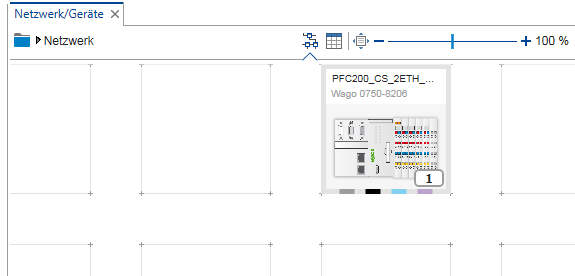 Netzwerk/Geräte
Netzwerk
100 %
PFC200_CS_2ETH_...
Wago 0750-8206
1